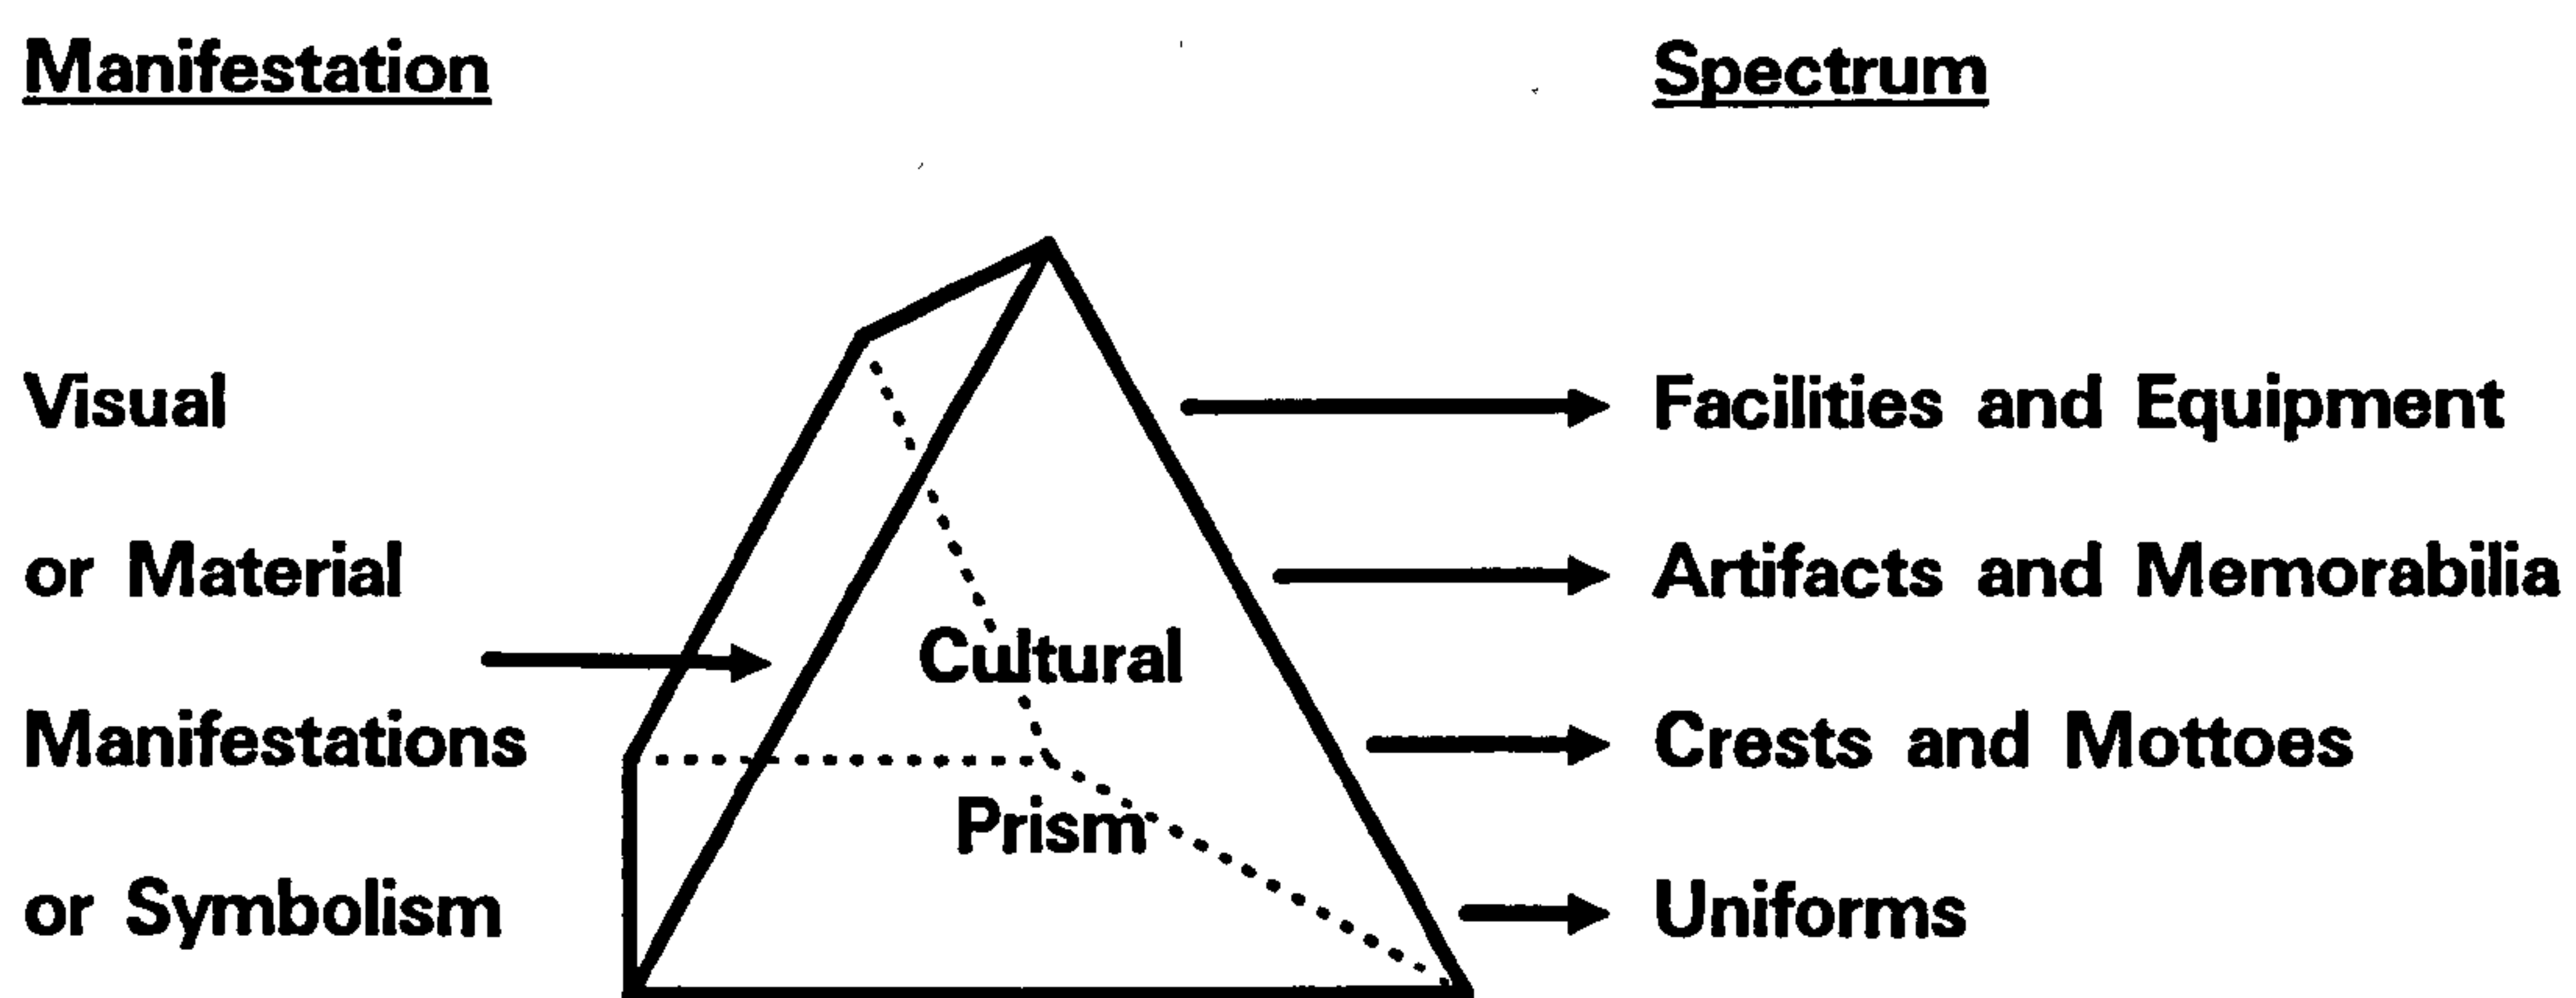 Manifestation
Spectrum
Visual
or Material
Manifestations
or Symbolism
Cultural
Prism
Facilities and Equipment
Artifacts and Memorabilia
Crests and Mottoes
Uniforms